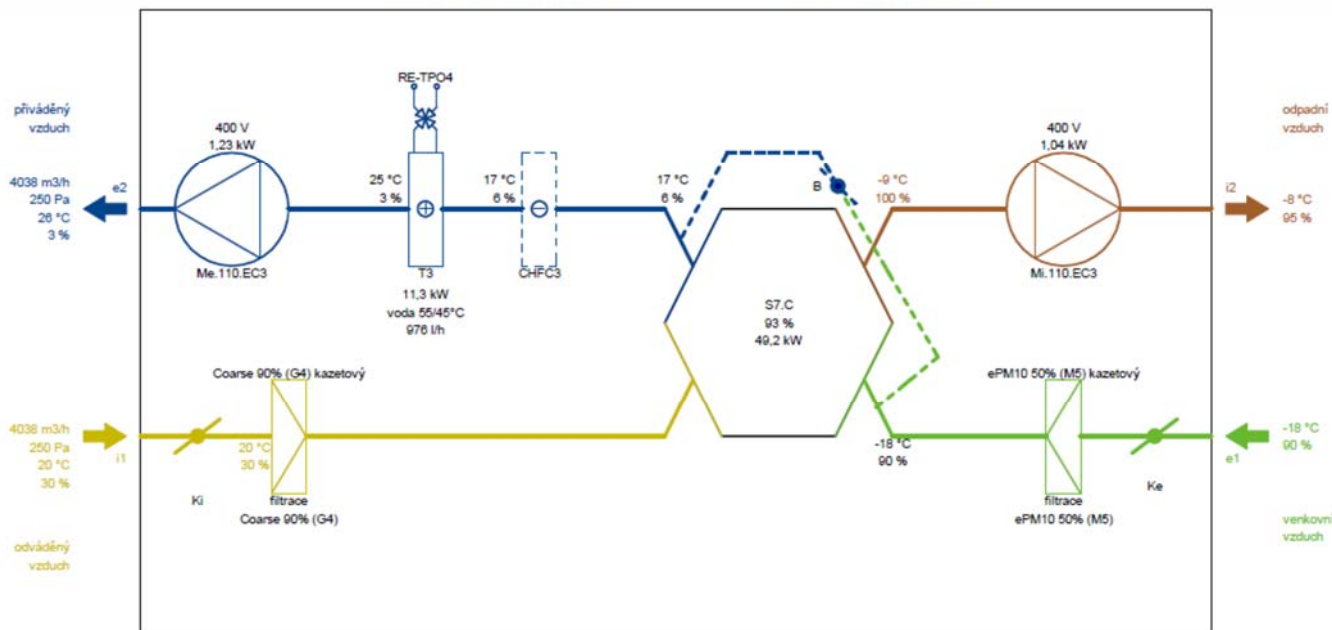 RE-TPO4
přiváděný
vzduch
400 V
1,23 kW
4038 m3/h
250 Pa
26 °C
3 %
e2
Me.110.EC3
25 °C
3 %
T3
11,3 kW
voda 55/45°C
976 l/h
17 °C
6 %
CHFC3
17 °C
6 %
B
-9 °C
100 %
400 V
1,04 kW
Mi.110.EC3
odpadní
vzduch
i2
-8 °C
95 %
S7.C
93 %
49,2 kW
Coarse 90% (G4) kazetový
4038 m3/h
250 Pa
20 °C
30 %
i1
Ki
20 °C
30 %
filtrace
Coarse 90% (G4)
odváděný
vzduch
ePM10 50% (M5) kazetový
-18 °C
90 %
filtrace
ePM10 50% (M5)
Ke
e1
-18 °C
90 %
venkovní
vzduch